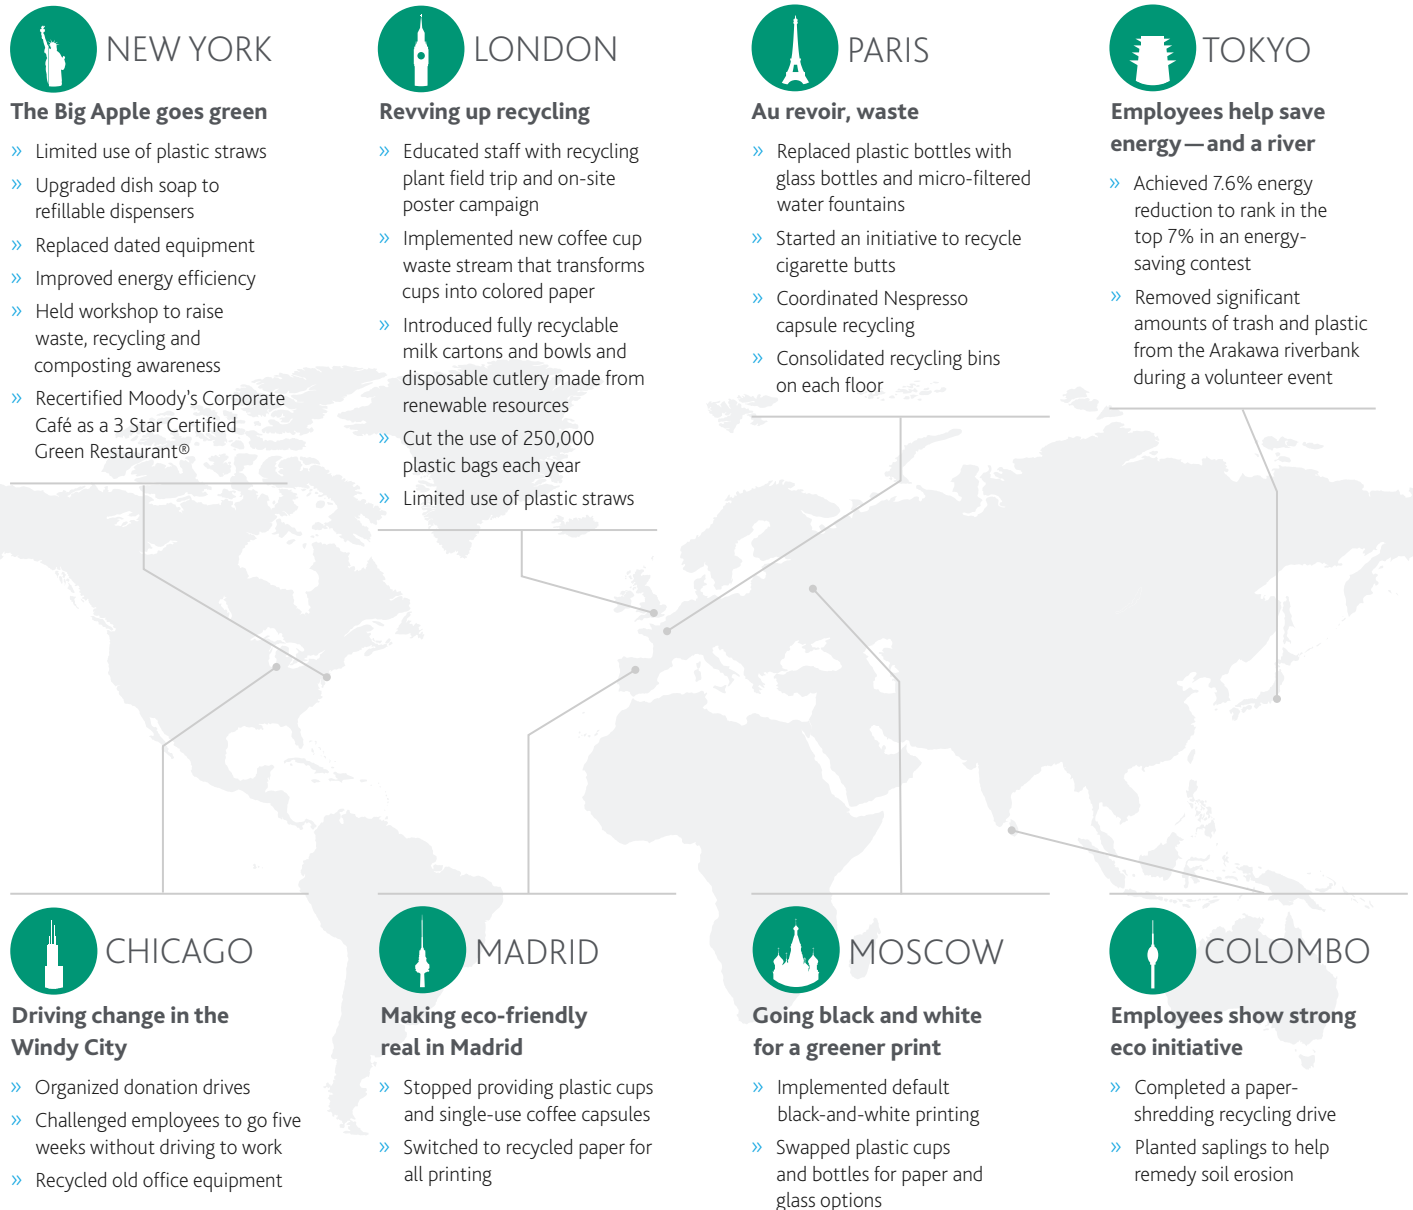 NEW YORK
The Big Apple goes green
» Limited use of plastic straws
» Upgraded dish soap to
refillable dispensers
» Replaced dated equipment
» Improved energy efficiency
» Held workshop to raise
waste, recycling and
composting awareness
» Recertified Moody's Corporate
Café as a 3 Star Certified
Green Restaurant®
LONDON
Revving up recycling
» Educated staff with recycling
plant field trip and on-site
poster campaign
» Implemented new coffee cup
waste stream that transforms
cups into colored paper
» Introduced fully recyclable
milk cartons and bowls and
disposable cutlery made from
renewable resources
» Cut the use of 250,000
plastic bags each year
» Limited use of plastic straws
PARIS
Au revoir, waste
» Replaced plastic bottles with
glass bottles and micro-filtered
water fountains
» Started an initiative to recycle
cigarette butts
» Coordinated Nespresso
capsule recycling
» Consolidated recycling bins
on each floor
TOKYO
Employees help save
energy—and a river
» Achieved 7.6% energy
reduction to rank in the
top 7% in an energy-
saving contest
» Removed significant
amounts of trash and plastic
from the Arakawa riverbank
during a volunteer event
CHICAGO
Driving change in the
Windy City
» Organized donation drives
» Challenged employees to go five
weeks without driving to work
» Recycled old office equipment
MADRID
Making eco-friendly
real in Madrid
» Stopped providing plastic cups
and single-use coffee capsules
» Switched to recycled paper for
all printing
MOSCOW
Going black and white
for a greener print
» Implemented default
black-and-white printing
» Swapped plastic cups
and bottles for paper and
glass options
COLOMBO
Employees show strong
eco initiative
» Completed a paper-
shredding recycling drive
» Planted saplings to help
remedy soil erosion